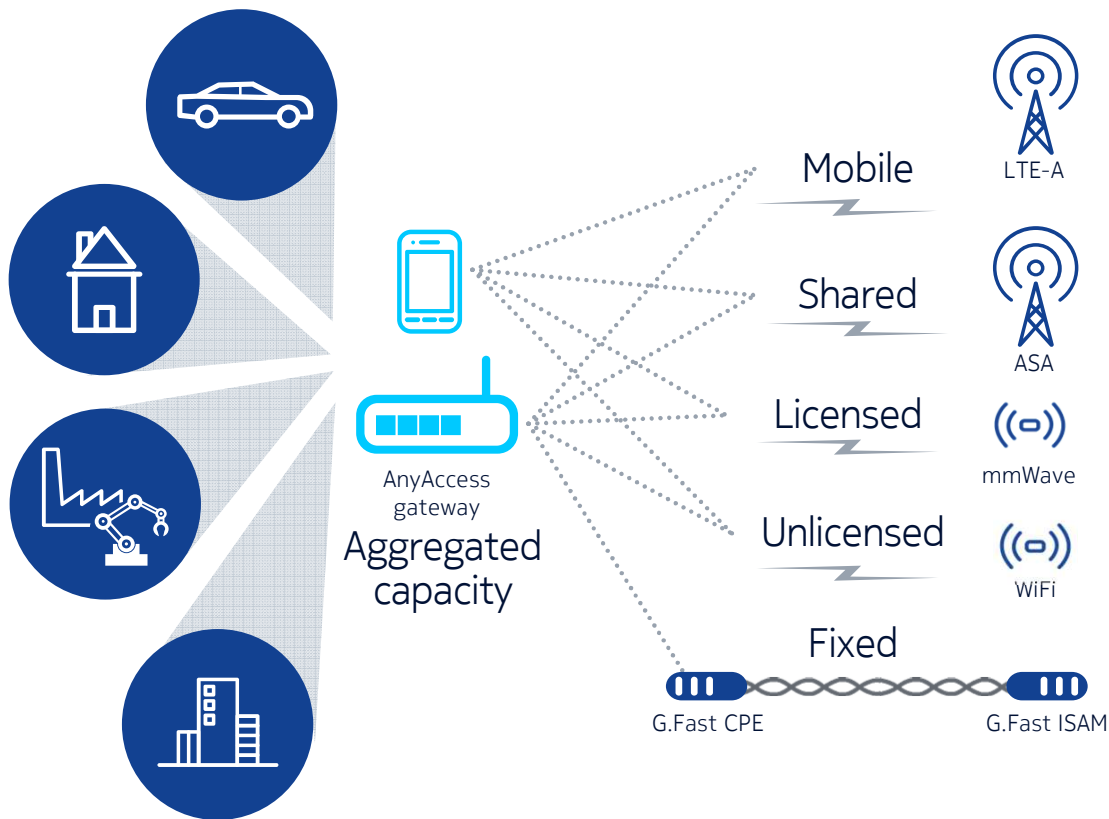 Mobile
LTE-A
Shared
ASA
Licensed
mmWave
AnyAccess
gateway
Aggregated
capacity
Unlicensed
WiFi
Fixed
G.Fast CPE
G.Fast ISAM